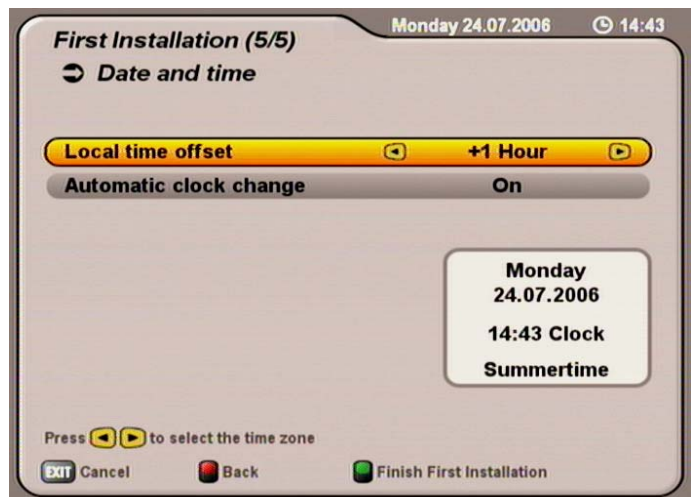 Monday 24.07.2006 14:43
First Installation (5/5)
Date and time
Local time offset +1 Hour
Automatic clock change On
Monday
24.07.2006
14:43 Clock
Summertime
Press to select the time zone
EXIT Cancel Back Finish First Installation